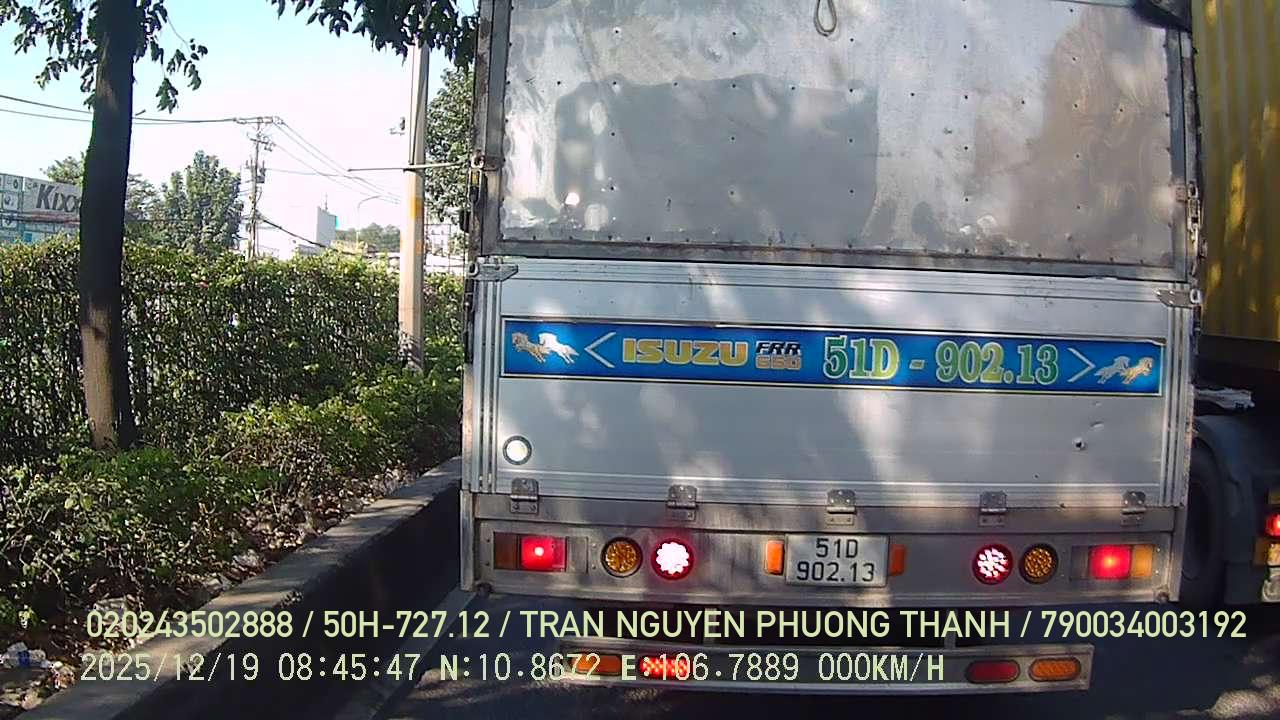 KIXX
ISUZU FRR 650 51D - 902.13
51D
902.13
020243502888 / 50H-727.12 / TRAN NGUYEN PHUONG THANH / 790034003192
2025/12/19 08:45:47 N:10.8672 E:106.7889 000KM/H